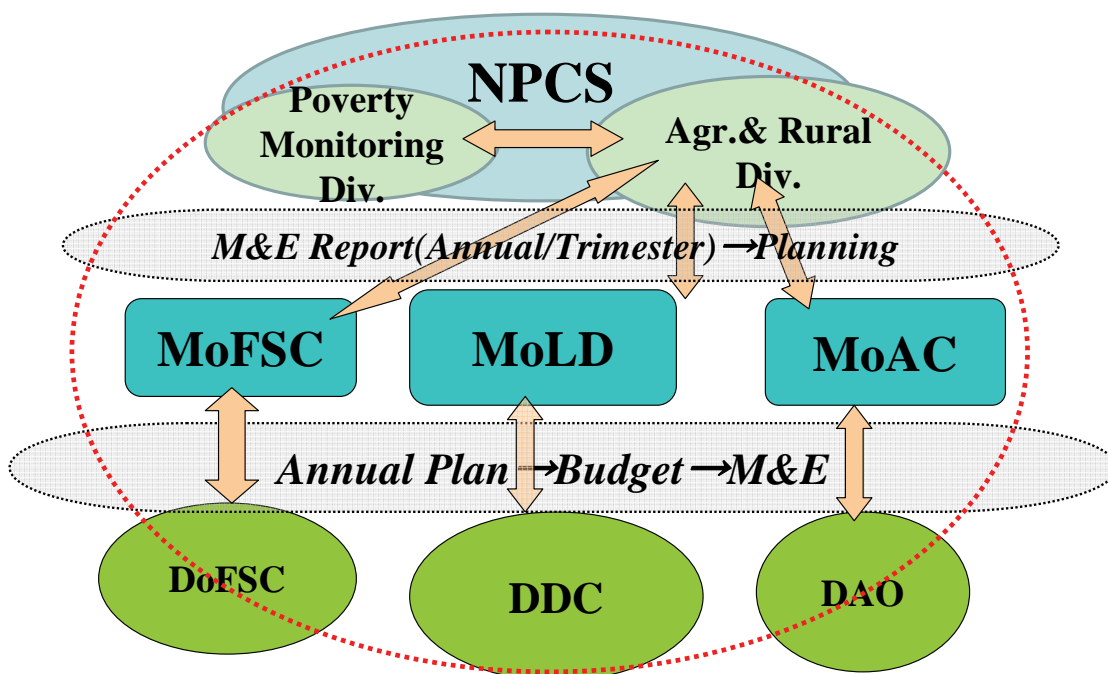 NPCS
Poverty
Monitoring
Div.
Agr.& Rural
Div.
M&E Report(Annual/Trimester)→Planning
MoFSC
MoLD
MoAC
Annual Plan→Budget→M&E
DoFSC
DDC
DAO